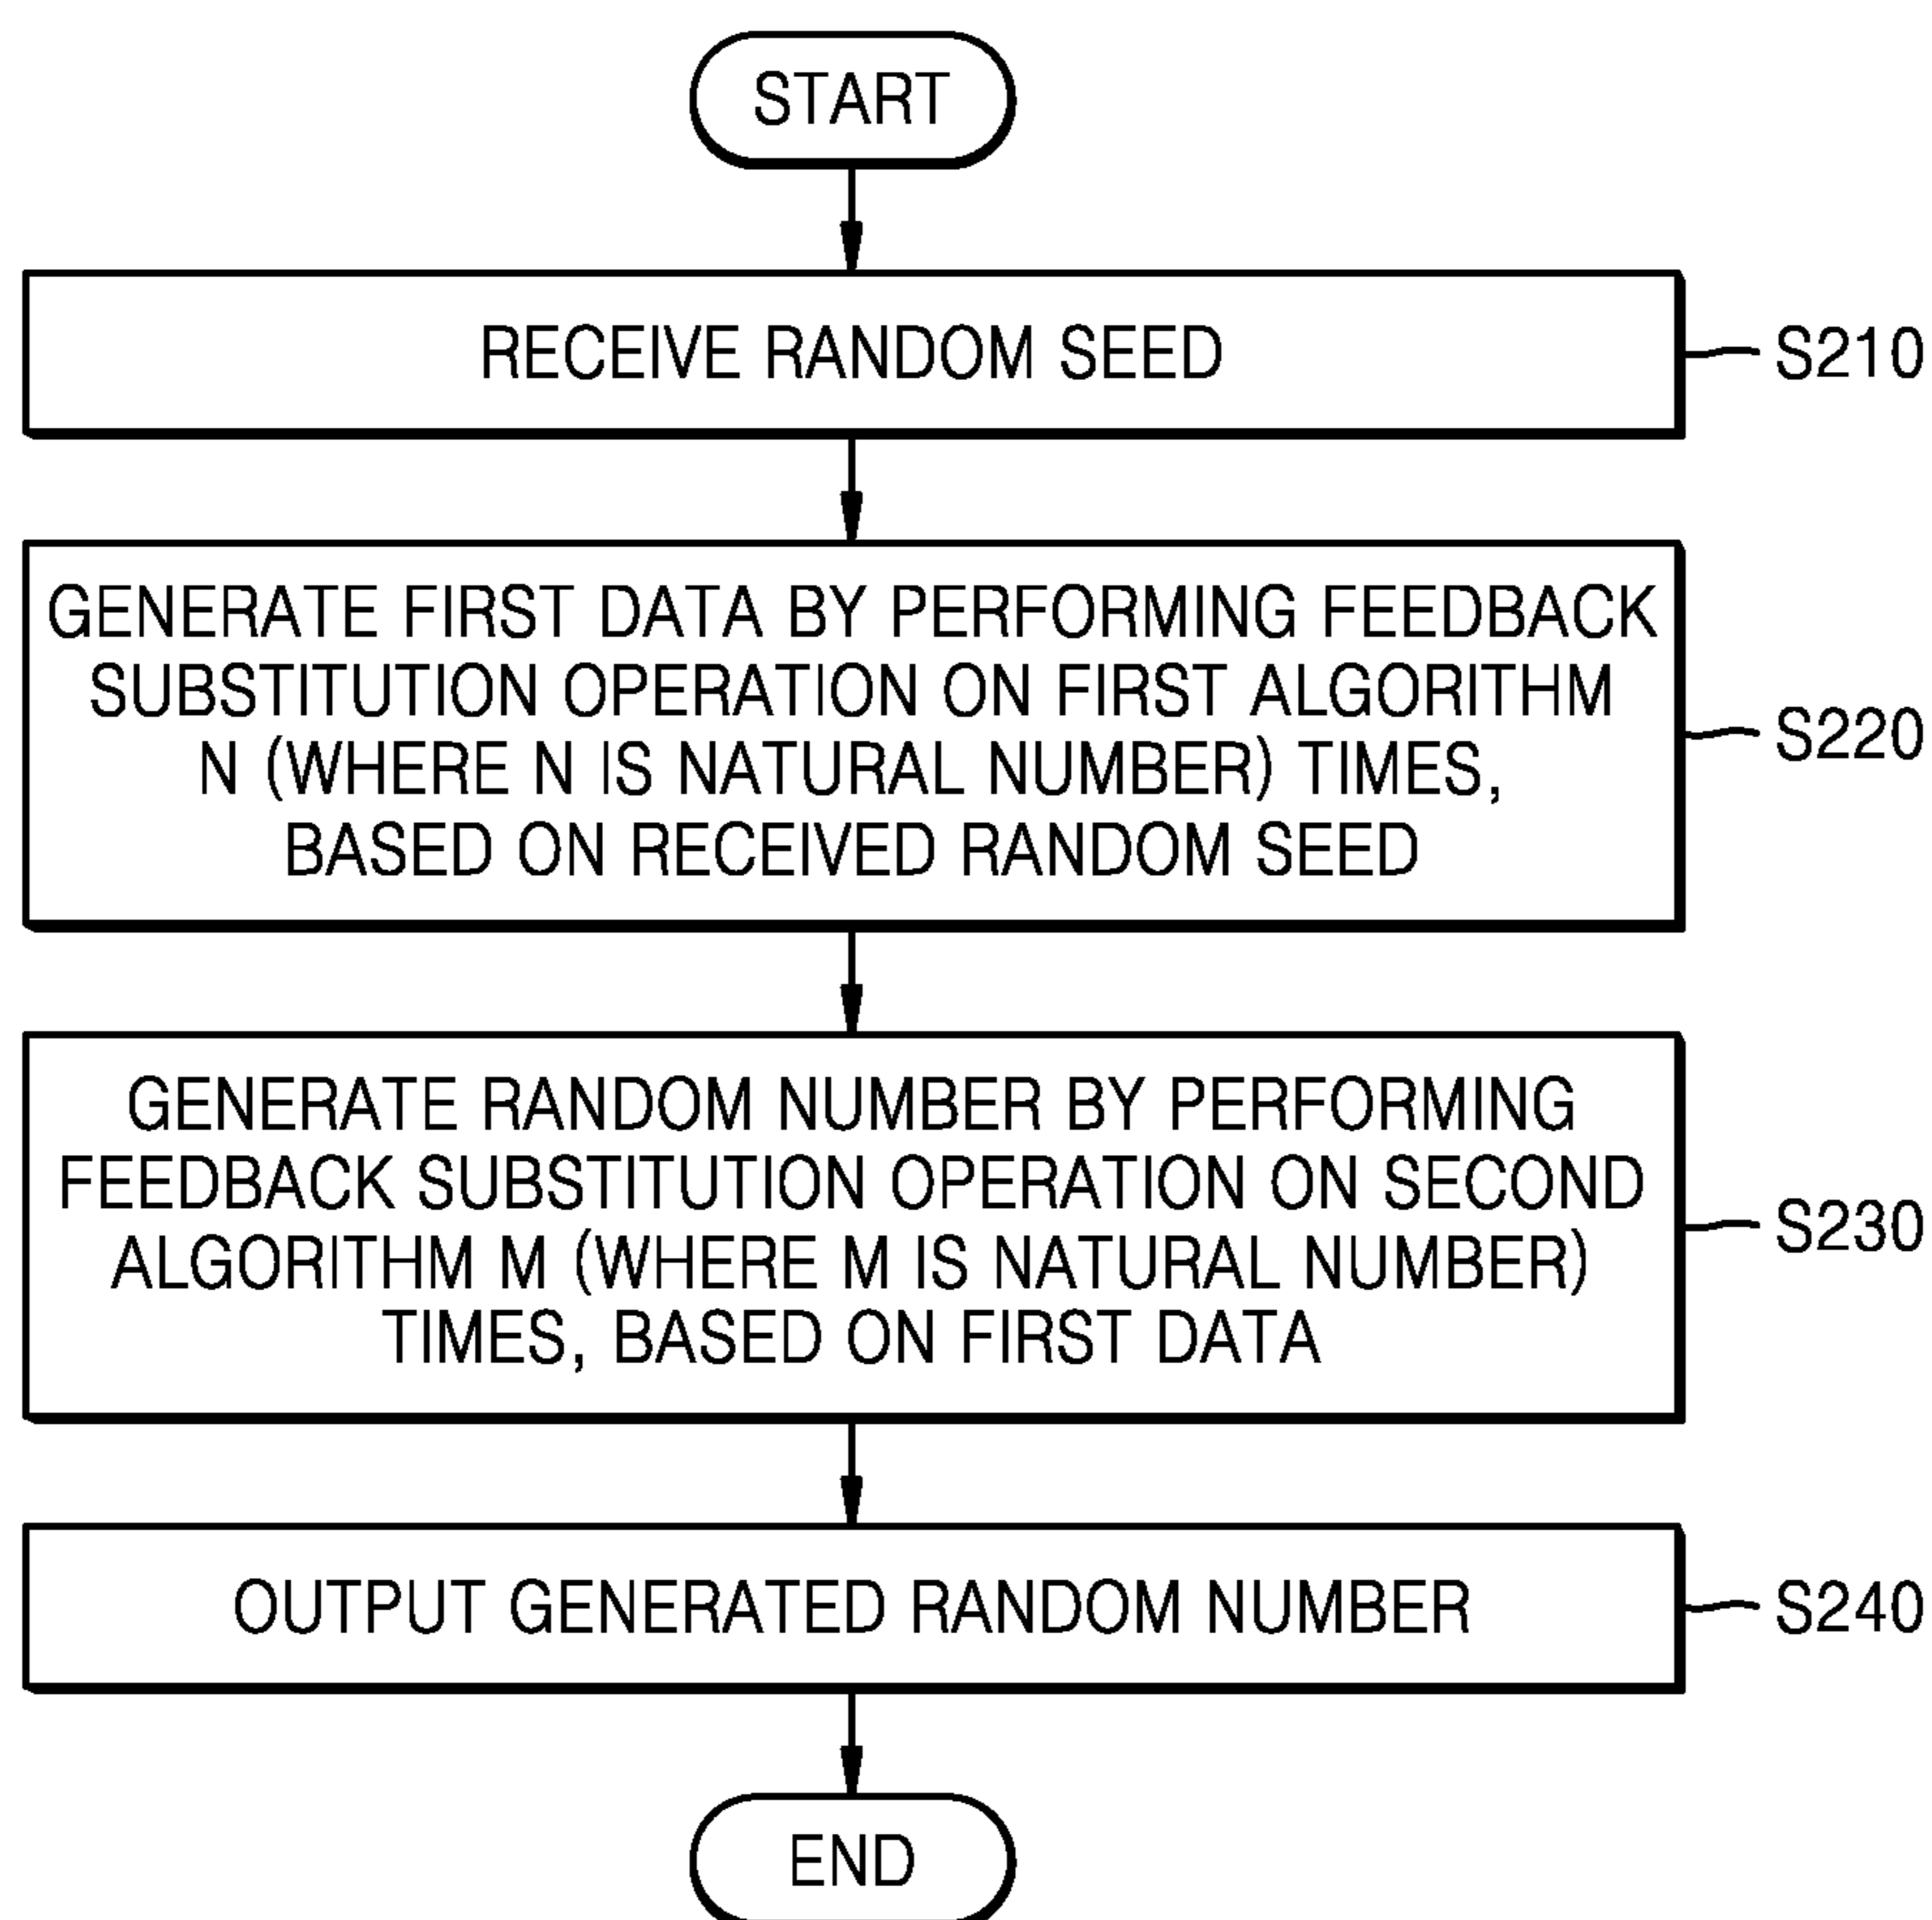 START
RECEIVE RANDOM SEED
S210
GENERATE FIRST DATA BY PERFORMING FEEDBACK
SUBSTITUTION OPERATION ON FIRST ALGORITHM
N (WHERE N IS NATURAL NUMBER) TIMES,
BASED ON RECEIVED RANDOM SEED
S220
GENERATE RANDOM NUMBER BY PERFORMING
FEEDBACK SUBSTITUTION OPERATION ON SECOND
ALGORITHM M (WHERE M IS NATURAL NUMBER)
TIMES, BASED ON FIRST DATA
S230
OUTPUT GENERATED RANDOM NUMBER
S240
END